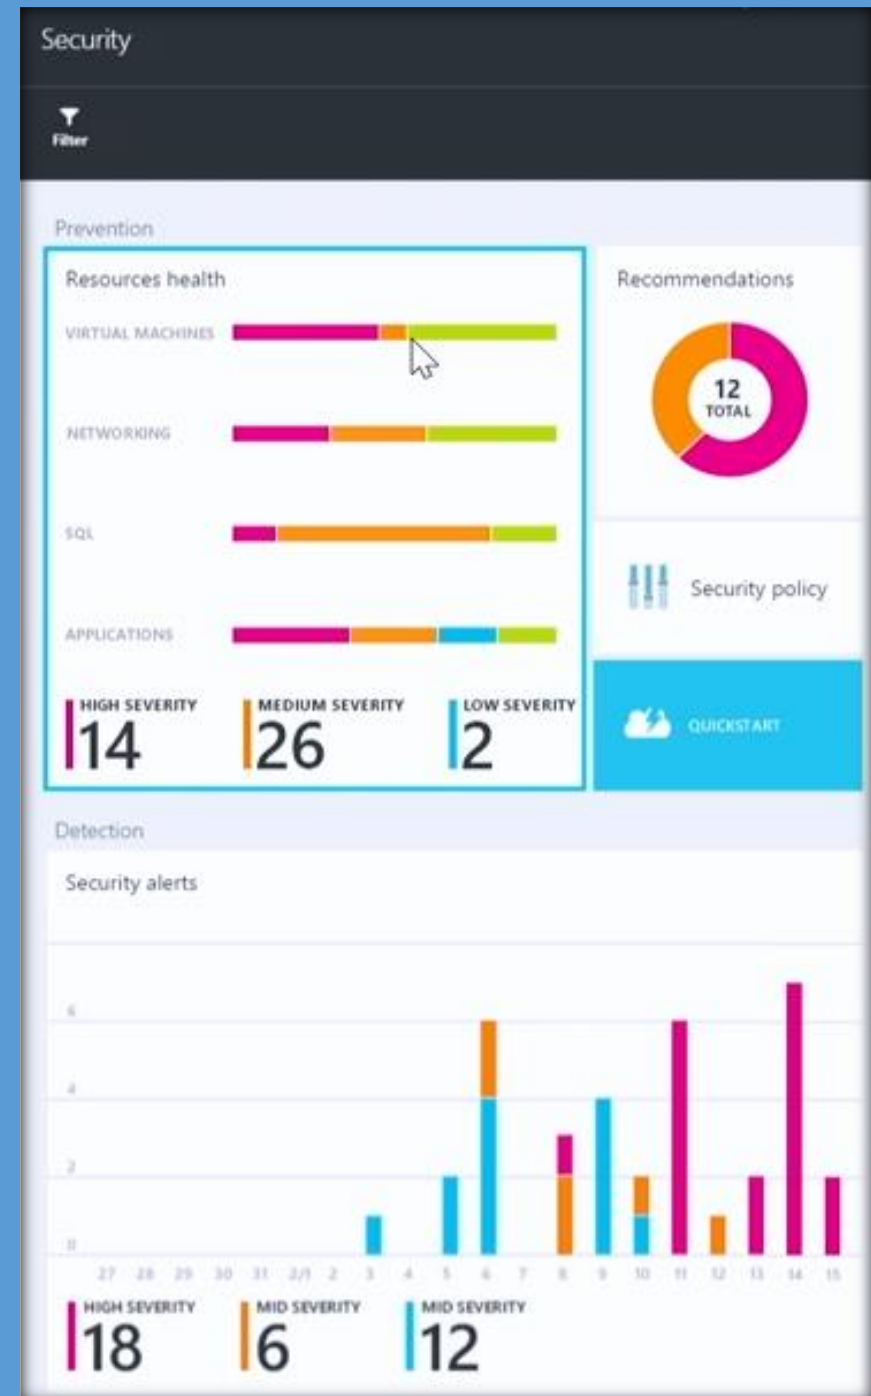 Security
Filter
Prevention
Resources health
VIRTUAL MACHINES
NETWORKING
SQL
APPLICATIONS
HIGH SEVERITY MEDIUM SEVERITY LOW SEVERITY
14 26 2
Recommendations
12
TOTAL
Security policy
QUICKSTART
Detection
Security alerts
6
4
2
0
27 28 29 30 31 2/1 2 3 4 5 6 7 8 9 10 11 12 13 14 15
HIGH SEVERITY MID SEVERITY MID SEVERITY
18 6 12